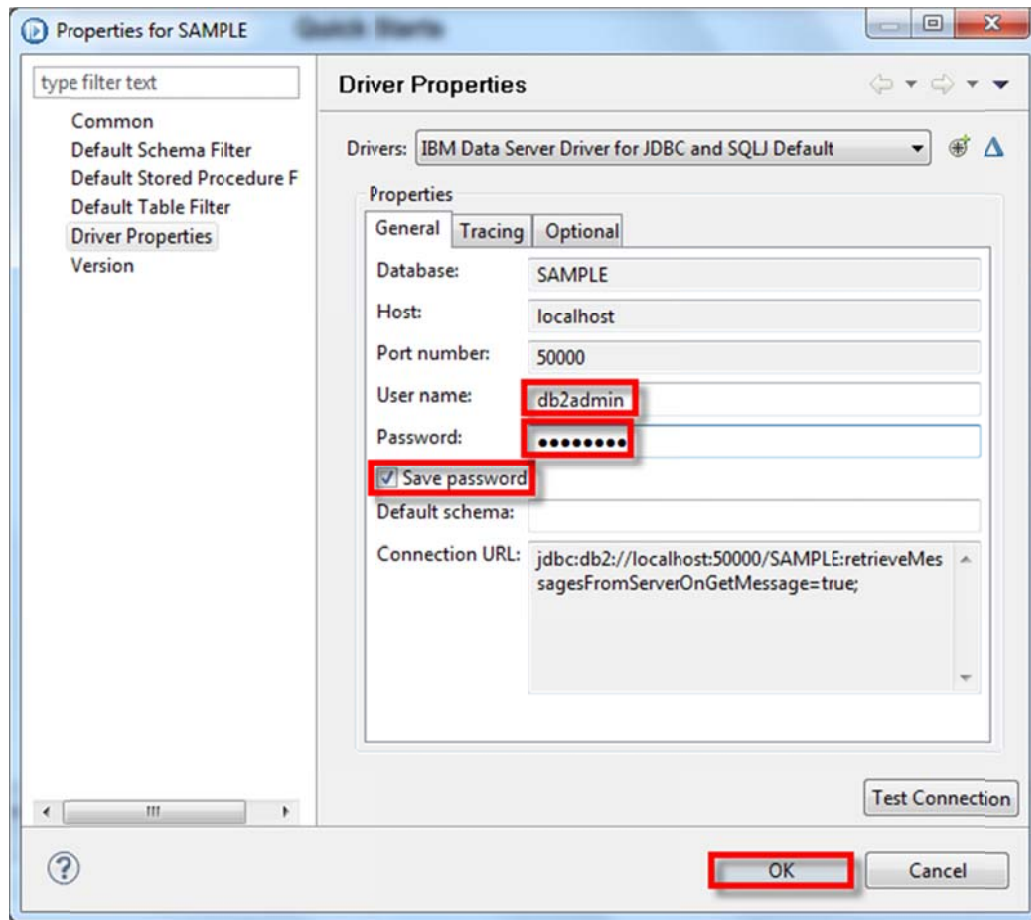 Properties for SAMPLE
Quick Starts
type filter text
Common
Default Schema Filter
Default Stored Procedure F
Default Table Filter
Driver Properties
Version
Driver Properties
Drivers: IBM Data Server Driver for JDBC and SQLJ Default
Properties
General Tracing Optional
Database: SAMPLE
Host: localhost
Port number: 50000
User name: db2admin
Password: ●●●●●●●●
Save password
Default schema:
Connection URL: jdbc:db2://localhost:50000/SAMPLE:retrieveMes
sagesFromServerOnGetMessage=true;
Test Connection
OK Cancel